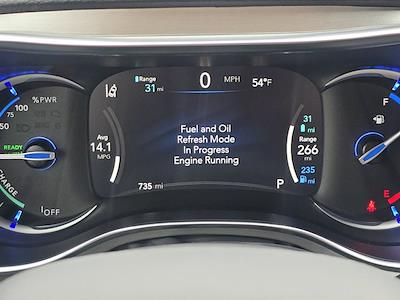 Range
31 mi
0 MPH
54°F
100
75
50
%PWR
READY
CHARGE
OFF
Avg
14.1
MPG
Fuel and Oil
Refresh Mode
In Progress
Engine Running
31
mi
Range
266
mi
235
mi
735 mi
P
F
E